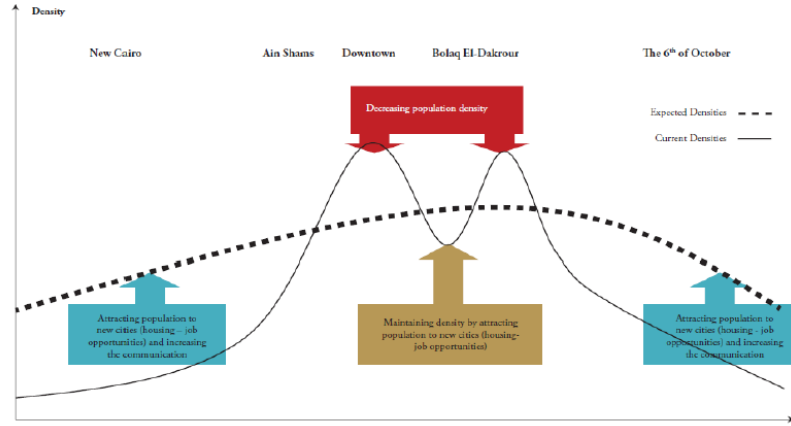 Density
New Cairo
Ain Shams
Downtown
Bolaq El-Dakrour
The 6th of October
Decreasing population density
Expected Densities
Current Densities
Attracting population to
new cities (housing – job
opportunities) and increasing
the communication
Maintaining density by attracting
population to new cities (housing-
job opportunities)
Attracting population to
new cities (housing - job
opportunities) and increasing
the communication